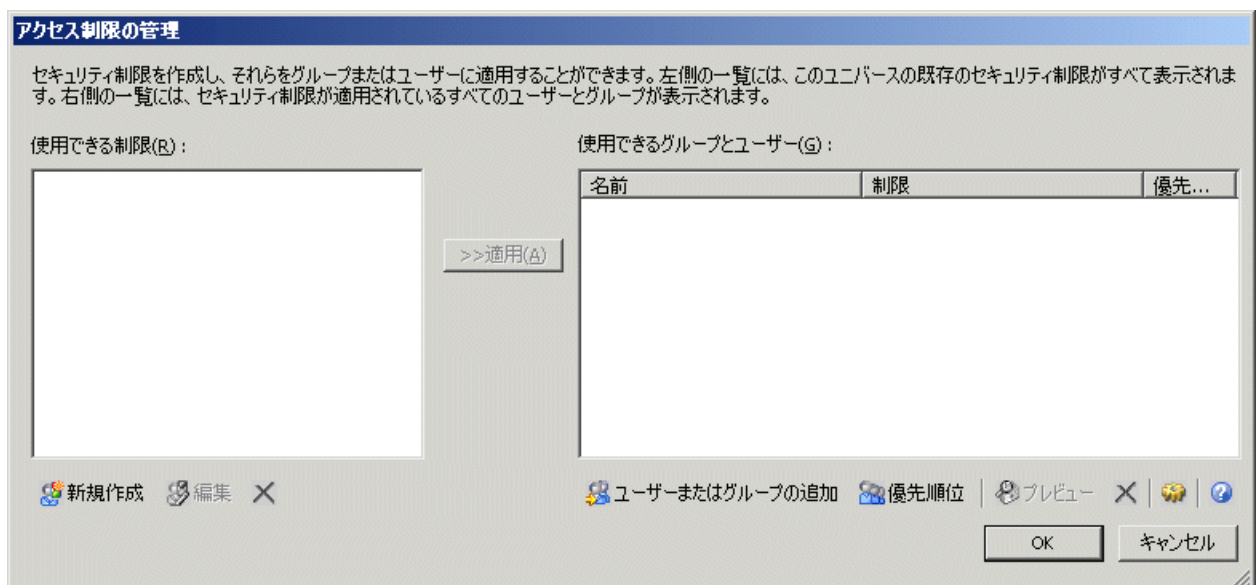 アクセス制限の管理
セキュリティ制限を作成し、それらをグループまたはユーザーに適用することができます。左側の一覧には、このユニバースの既存のセキュリティ制限がすべて表示されま
す。右側の一覧には、セキュリティ制限が適用されているすべてのユーザーとグループが表示されます。
使用できる制限(R):
使用できるグループとユーザー(G):
名前 制限 優先...
>>適用(A)
新規作成 編集 ユーザーまたはグループの追加 優先順位 プレビュー
OK キャンセル